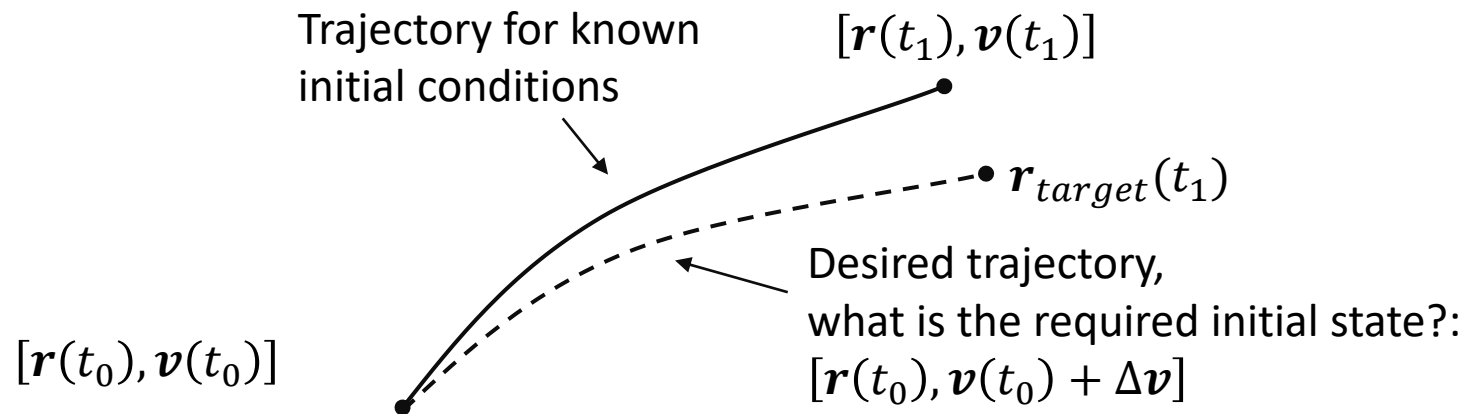 Trajectory for known
initial conditions
[𝒓(𝑡₁), 𝒗(𝑡₁)]
𝒓ₜₐᵣ𝑔ₑₜ(𝑡₁)
Desired trajectory,
what is the required initial state?:
[𝒓(𝑡₀), 𝒗(𝑡₀) + Δ𝒗]
[𝒓(𝑡₀), 𝒗(𝑡₀)]